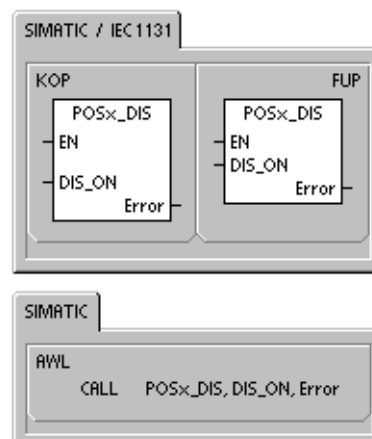 SIMATIC / IEC1131
KOP
FUP
POSx_DIS
EN
DIS_ON
Error
POSx_DIS
EN
DIS_ON
Error
SIMATIC
AWL
CALL POSx_DIS, DIS_ON, Error